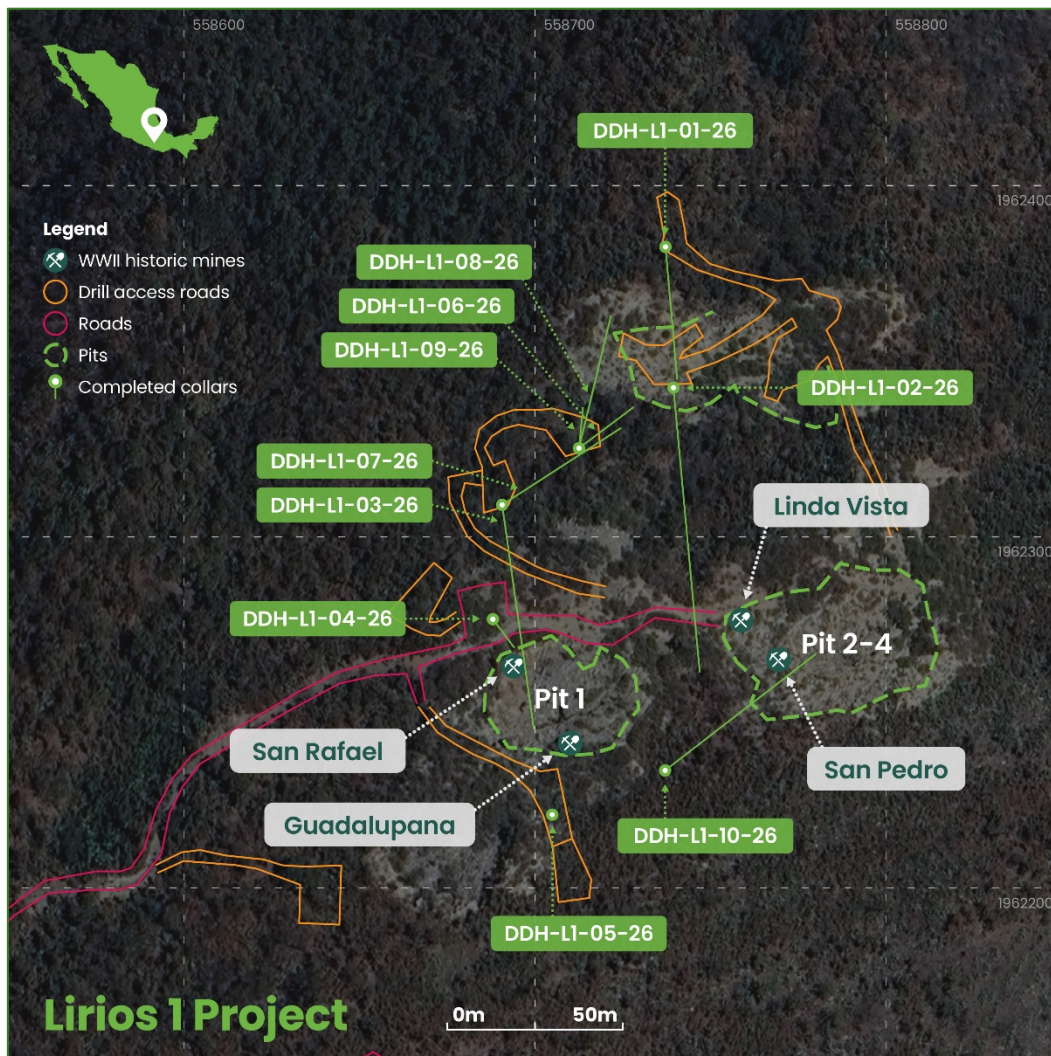 558600
558700
558800
DDH-L1-01-26
1962400
Legend
WWII historic mines
Drill access roads
Roads
Pits
Completed collars
DDH-L1-08-26
DDH-L1-06-26
DDH-L1-09-26
DDH-L1-02-26
DDH-L1-07-26
DDH-L1-03-26
Linda Vista
1962300
DDH-L1-04-26
Pit 2-4
Pit 1
San Rafael
San Pedro
Guadalupana
DDH-L1-10-26
1962200
DDH-L1-05-26
Lirios 1 Project
0m 50m